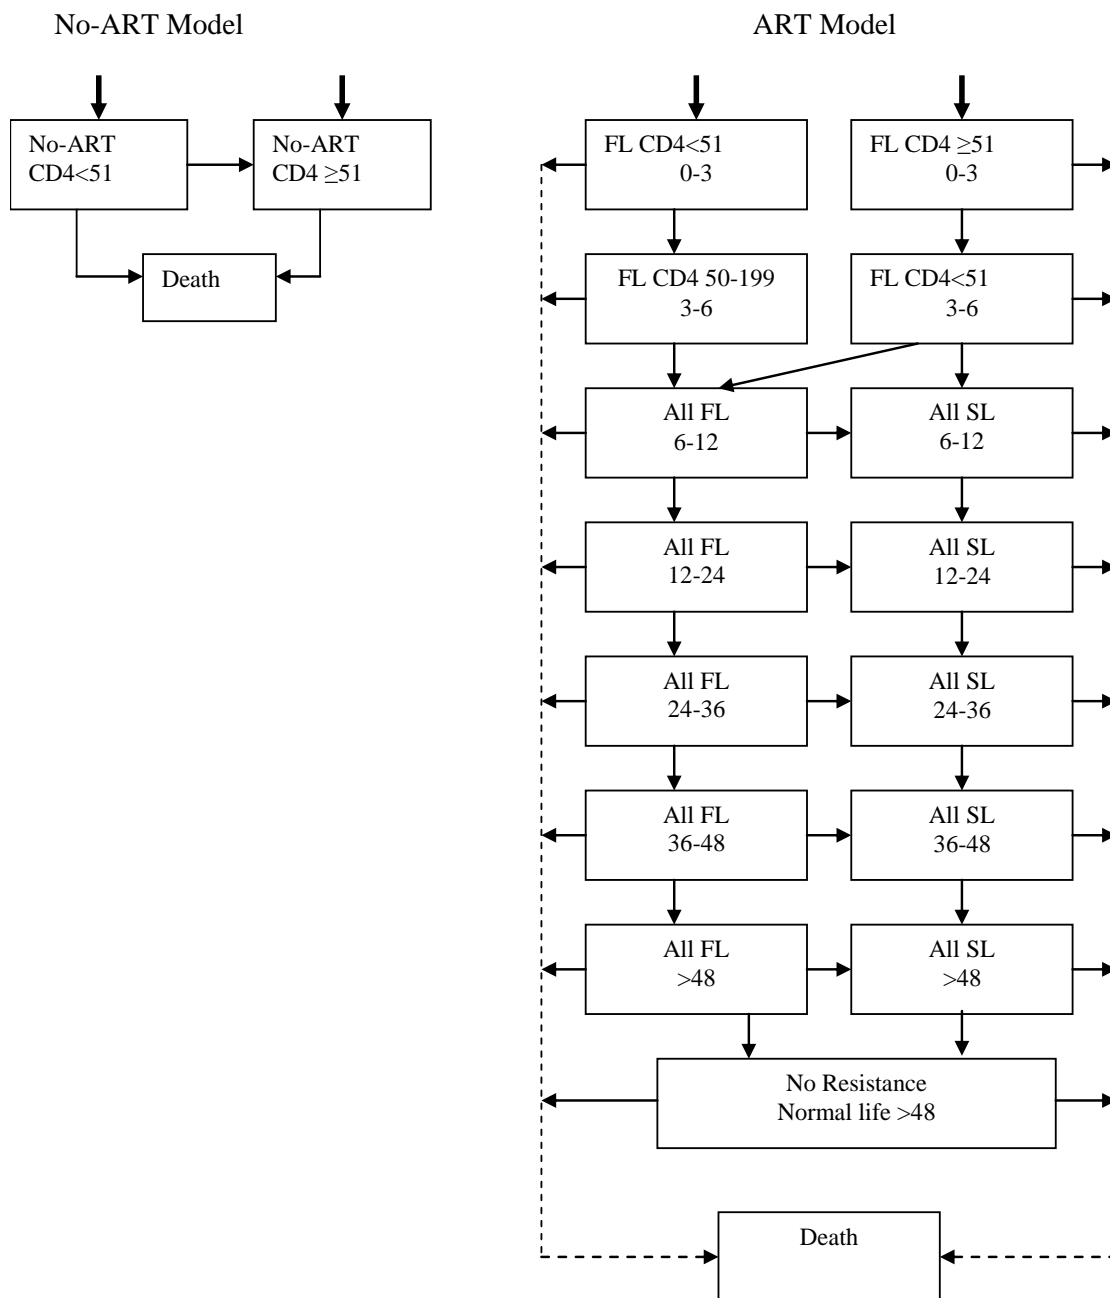 No-ART Model
ART Model
No-ART
CD4<51
No-ART
CD4 ≥51
Death
FL CD4<51
0-3
FL CD4 ≥51
0-3
FL CD4 50-199
3-6
FL CD4<51
3-6
All FL
6-12
All SL
6-12
All FL
12-24
All SL
12-24
All FL
24-36
All SL
24-36
All FL
36-48
All SL
36-48
All FL
>48
All SL
>48
No Resistance
Normal life >48
Death